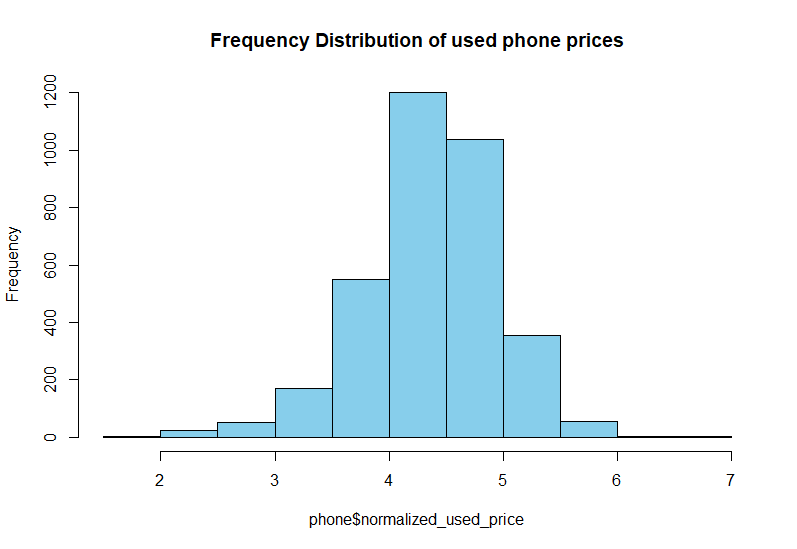 Frequency Distribution of used phone prices
Frequency
1200
1000
800
600
400
200
0
2 3 4 5 6 7
phone$normalized_used_price